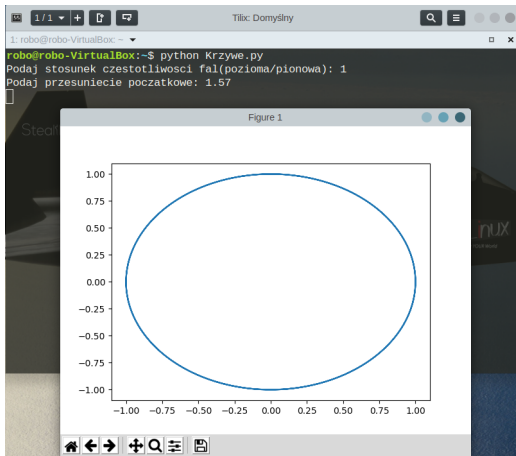 1 / 1
Tilix: Domyślny
1: robo@robo-VirtualBox: ~
robo@robo-VirtualBox:~$ python Krzywe.py
Podaj stosunek czestotliwosci fal(pozioma/pionowa): 1
Podaj przesuniecie poczatkowe: 1.57
Figure 1
1.00
0.75
0.50
0.25
0.00
−0.25
−0.50
−0.75
−1.00
−1.00 −0.75 −0.50 −0.25 0.00 0.25 0.50 0.75 1.00